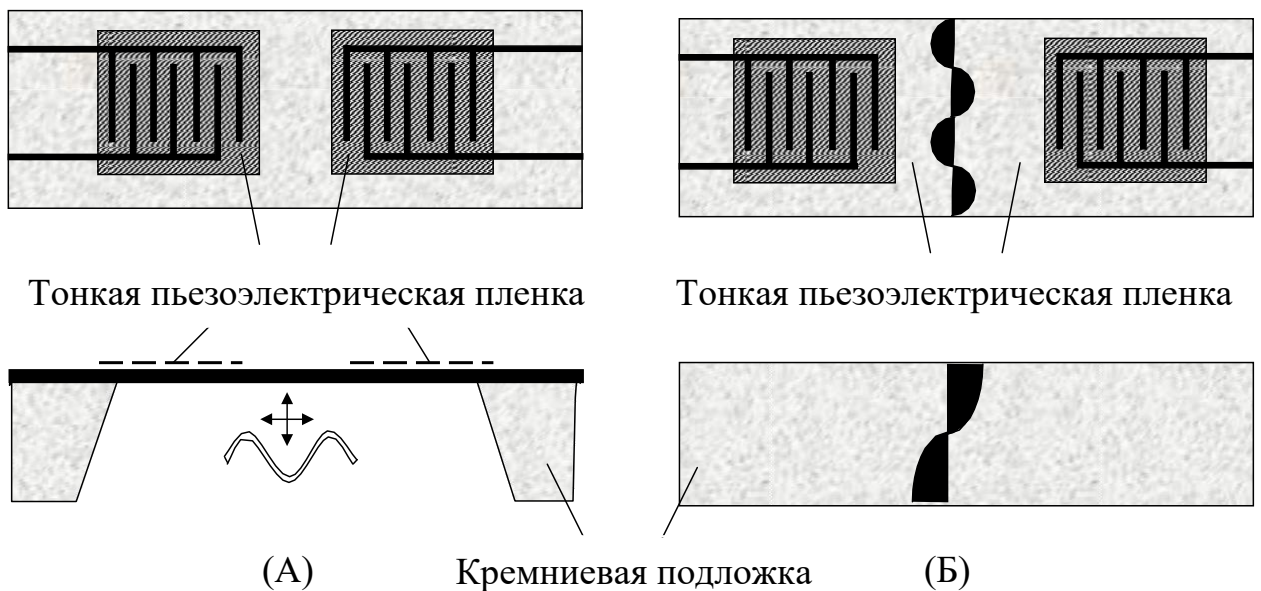 Тонкая пьезоэлектрическая пленка
Тонкая пьезоэлектрическая пленка
(А)
Кремниевая подложка
(Б)